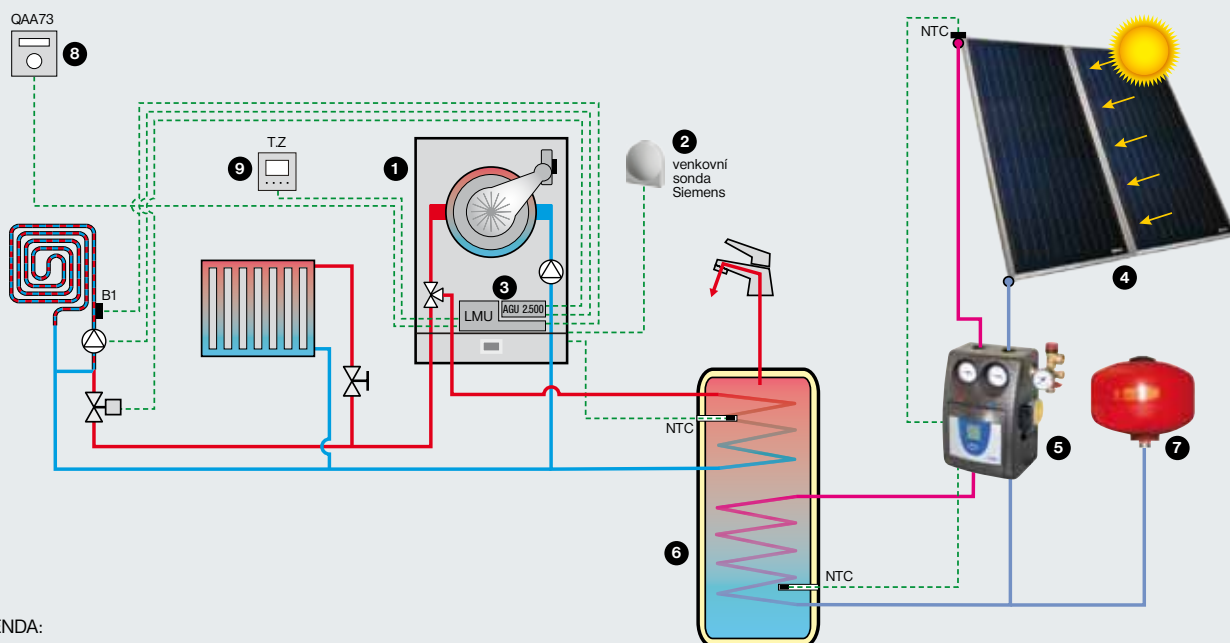 QAA73
8
NTC
T.Z
9
1
2
venkovní
sonda
Siemens
B1
3
LMU
AGU 2.500
4
NTC
5
7
6
NTC
ENDA: